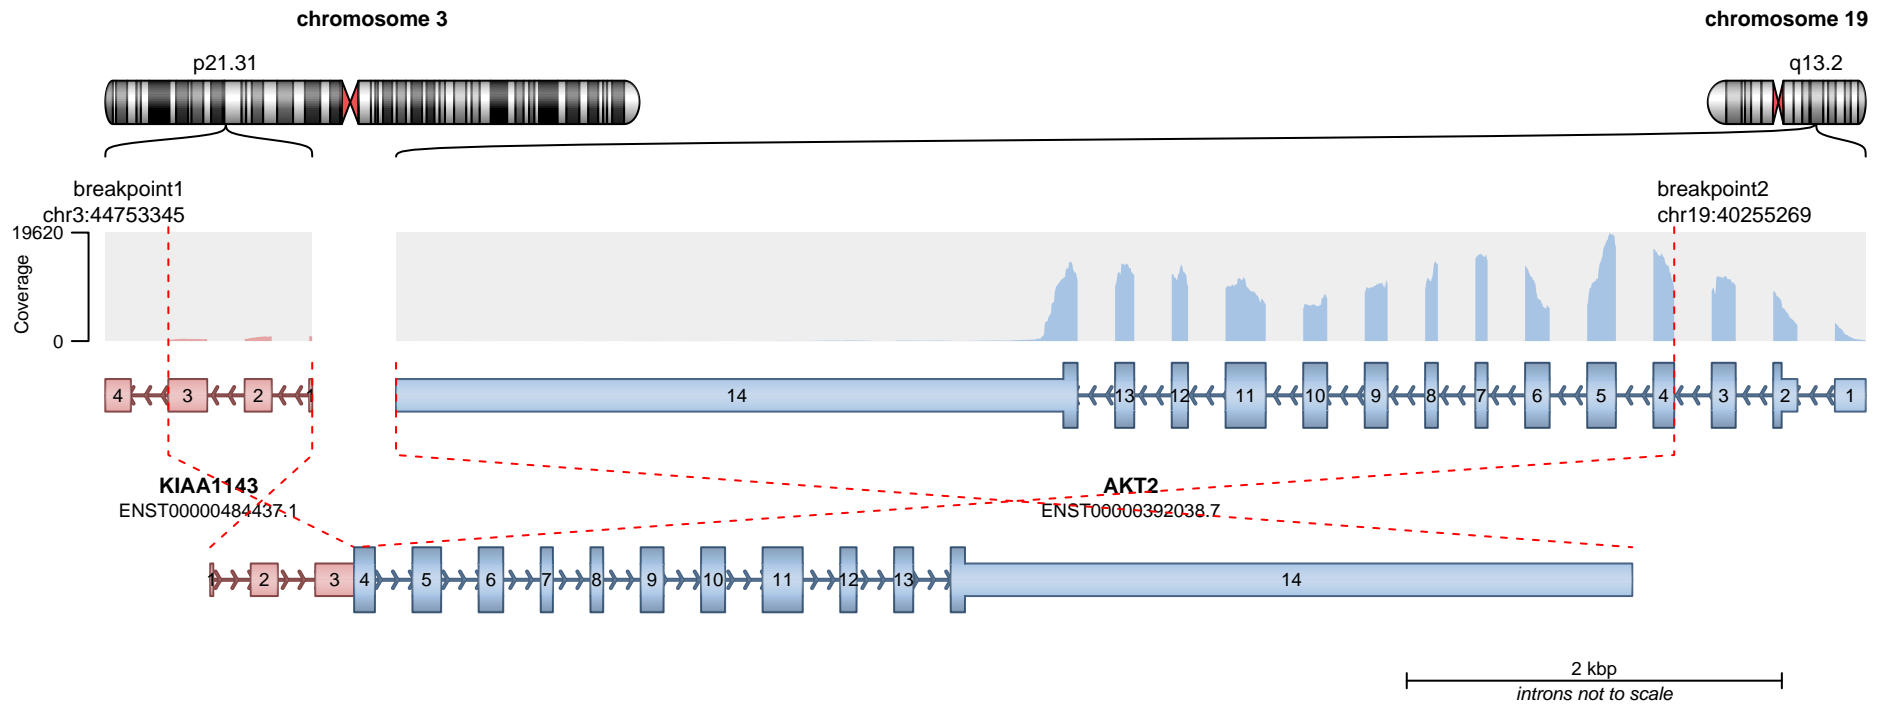 chromosome 3
chromosome 19
p21.31
q13.2
breakpoint1
chr3:44753345
breakpoint2
chr19:40255269
19620
Coverage
0
4 3 2 1
14 13 12 11 10 9 8 7 6 5 4 3 2 1
KIAA1143
ENST00000484437.1
AKT2
ENST00000392038.7
1 2 3 4 5 6 7 8 9 10 11 12 13 14
2 kbp
introns not to scale